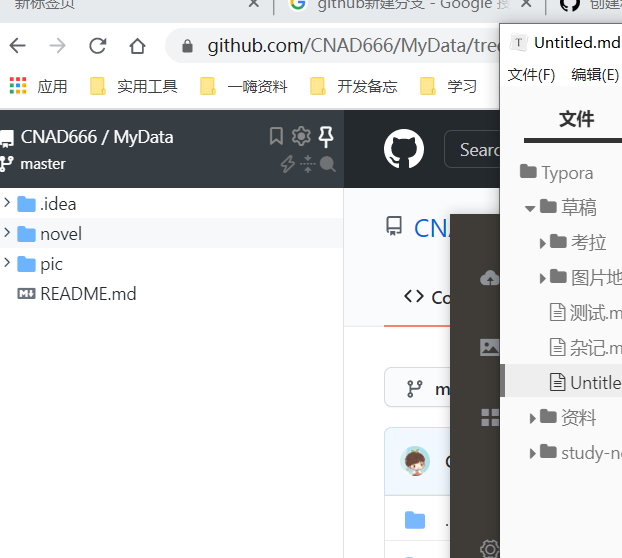 新标签页
github新建分支 - Google
创建
github.com/CNAD666/MyData/tree
应用 实用工具 一嗨资料 开发备忘 学习
CNAD666 / MyData
master
.idea
novel
pic
README.md
Searc
CN
Co
m
Untitled.md
文件(F) 编辑(E)
文件
Typora
草稿
考拉
图片地
测试.m
杂记.m
Untitle
资料
study-n